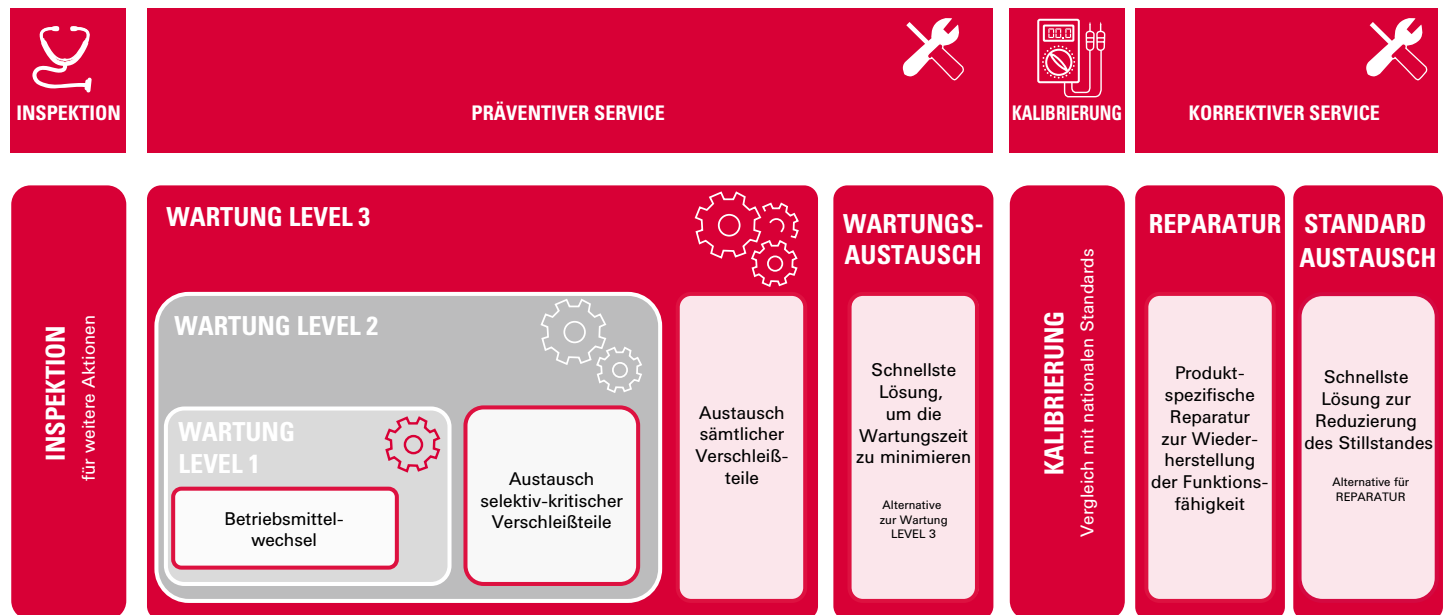 INSPEKTION
PRÄVENTIVER SERVICE
00.0
KALIBRIERUNG
KORREKTIVER SERVICE
INSPEKTION
für weitere Aktionen
WARTUNG LEVEL 3
WARTUNG LEVEL 2
WARTUNG
LEVEL 1
Betriebsmittel-
wechsel
Austausch
selektiv-kritischer
Verschleißteile
Austausch
sämtlicher
Verschleiß-
teile
WARTUNGS-
AUSTAUSCH
Schnellste
Lösung,
um die
Wartungszeit
zu minimieren
Alternative
zur Wartung
LEVEL 3
KALIBRIERUNG
Vergleich mit nationalen Standards
REPARATUR
Produkt-
spezifische
Reparatur
zur Wieder-
herstellung
der Funktions-
fähigkeit
STANDARD
AUSTAUSCH
Schnellste
Lösung zur
Reduzierung
des Stillstandes
Alternative für
REPARATUR